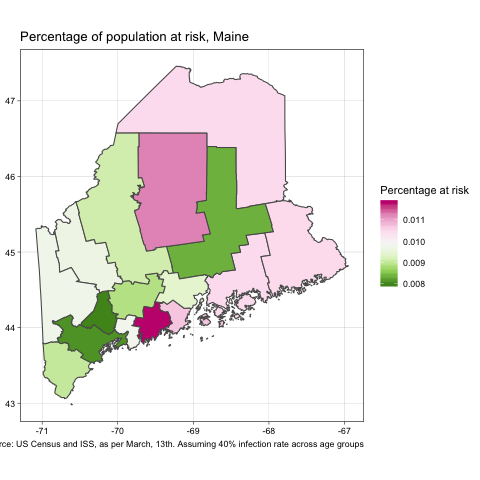 Percentage of population at risk, Maine
47
46
45
44
43
-71 -70 -69 -68 -67
Percentage at risk
0.011
0.010
0.009
0.008
US Census and ISS, as per March, 13th. Assuming 40% infection rate across age groups